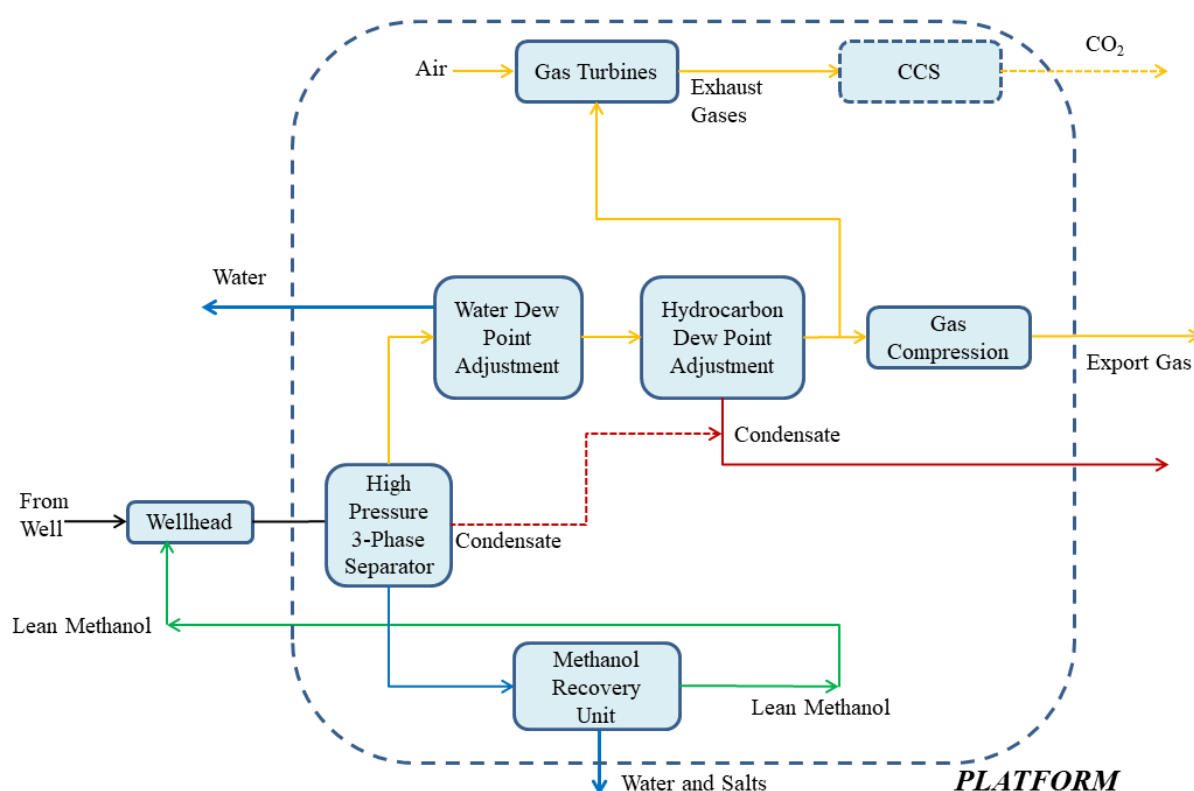 CO₂
Air
Gas Turbines
CCS
Exhaust
Gases
Water
Water Dew
Point
Adjustment
Hydrocarbon
Dew Point
Adjustment
Gas
Compression
Export Gas
Condensate
From
Well
Wellhead
High
Pressure
3-Phase
Separator
Condensate
Lean Methanol
Methanol
Recovery
Unit
Lean Methanol
Water and Salts
PLATFORM